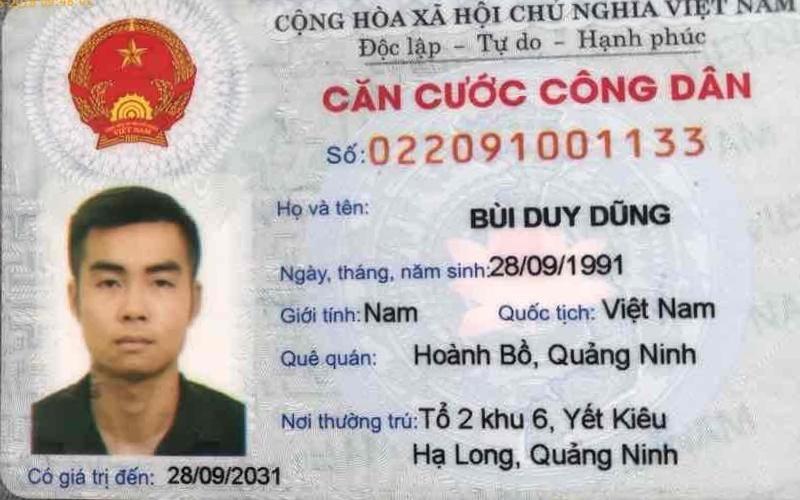 CỘNG HÒA XÃ HỘI CHỦ NGHĨA VIỆT NAM
Độc lập - Tự do - Hạnh phúc
CĂN CƯỚC CÔNG DÂN
Số: 022091001133
Họ và tên: BÙI DUY DŨNG
Ngày, tháng, năm sinh: 28/09/1991
Giới tính: Nam Quốc tịch: Việt Nam
Quê quán: Hoành Bồ, Quảng Ninh
Nơi thường trú: Tổ 2 khu 6, Yết Kiêu
Hạ Long, Quảng Ninh
Có giá trị đến: 28/09/2031
VIỆT NAM